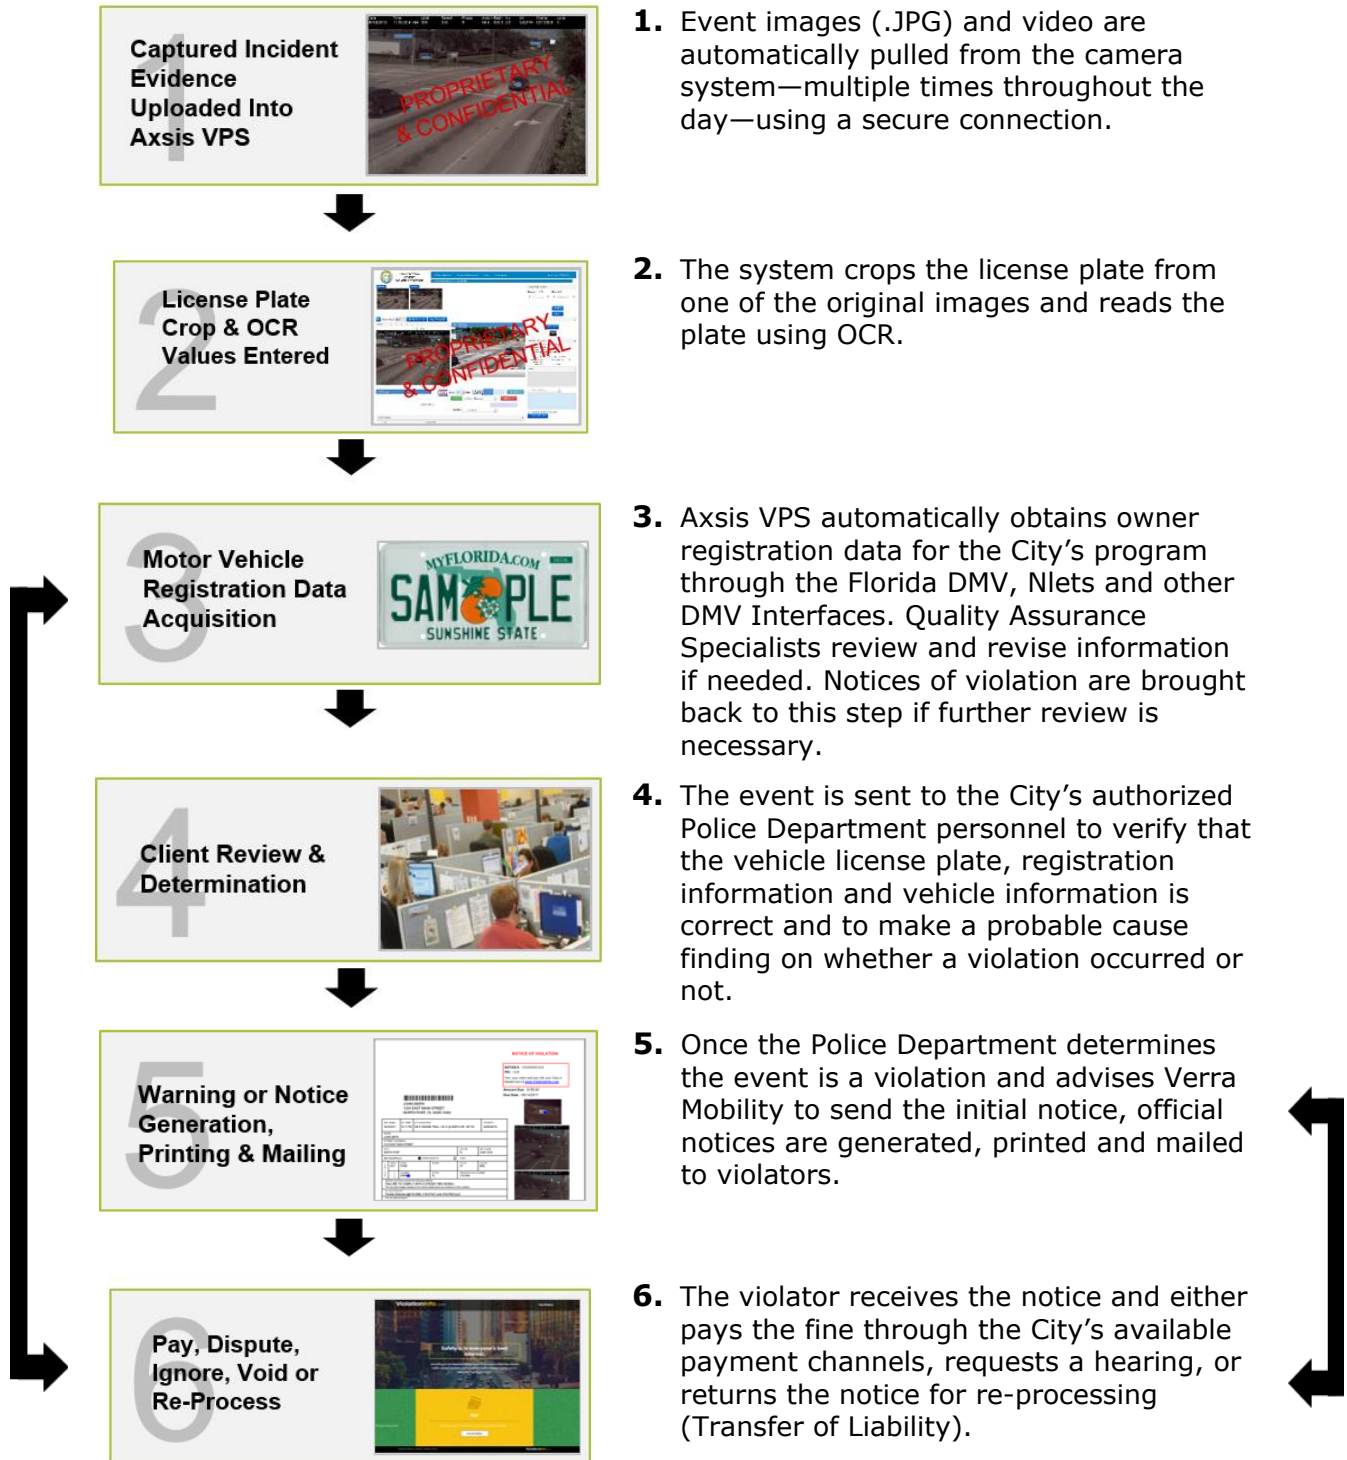 1
Captured Incident
Evidence
Uploaded Into
Axsis VPS
PROPRIETARY
& CONFIDENTIAL
1. Event images (.JPG) and video are
automatically pulled from the camera
system—multiple times throughout the
day—using a secure connection.
2
License Plate
Crop & OCR
Values Entered
PROPRIETARY
& CONFIDENTIAL
2. The system crops the license plate from
one of the original images and reads the
plate using OCR.
3
Motor Vehicle
Registration Data
Acquisition
MYFLORIDA.COM
SAMPLE
SUNSHINE STATE
3. Axsis VPS automatically obtains owner
registration data for the City's program
through the Florida DMV, Nlets and other
DMV Interfaces. Quality Assurance
Specialists review and revise information
if needed. Notices of violation are brought
back to this step if further review is
necessary.
4
Client Review &
Determination
4. The event is sent to the City's authorized
Police Department personnel to verify that
the vehicle license plate, registration
information and vehicle information is
correct and to make a probable cause
finding on whether a violation occurred or
not.
5
Warning or Notice
Generation,
Printing & Mailing
NOTICE OF VIOLATION
5. Once the Police Department determines
the event is a violation and advises Verra
Mobility to send the initial notice, official
notices are generated, printed and mailed
to violators.
6
Pay, Dispute,
Ignore, Void or
Re-Process
ViolationInfo
6. The violator receives the notice and either
pays the fine through the City's available
payment channels, requests a hearing, or
returns the notice for re-processing
(Transfer of Liability).